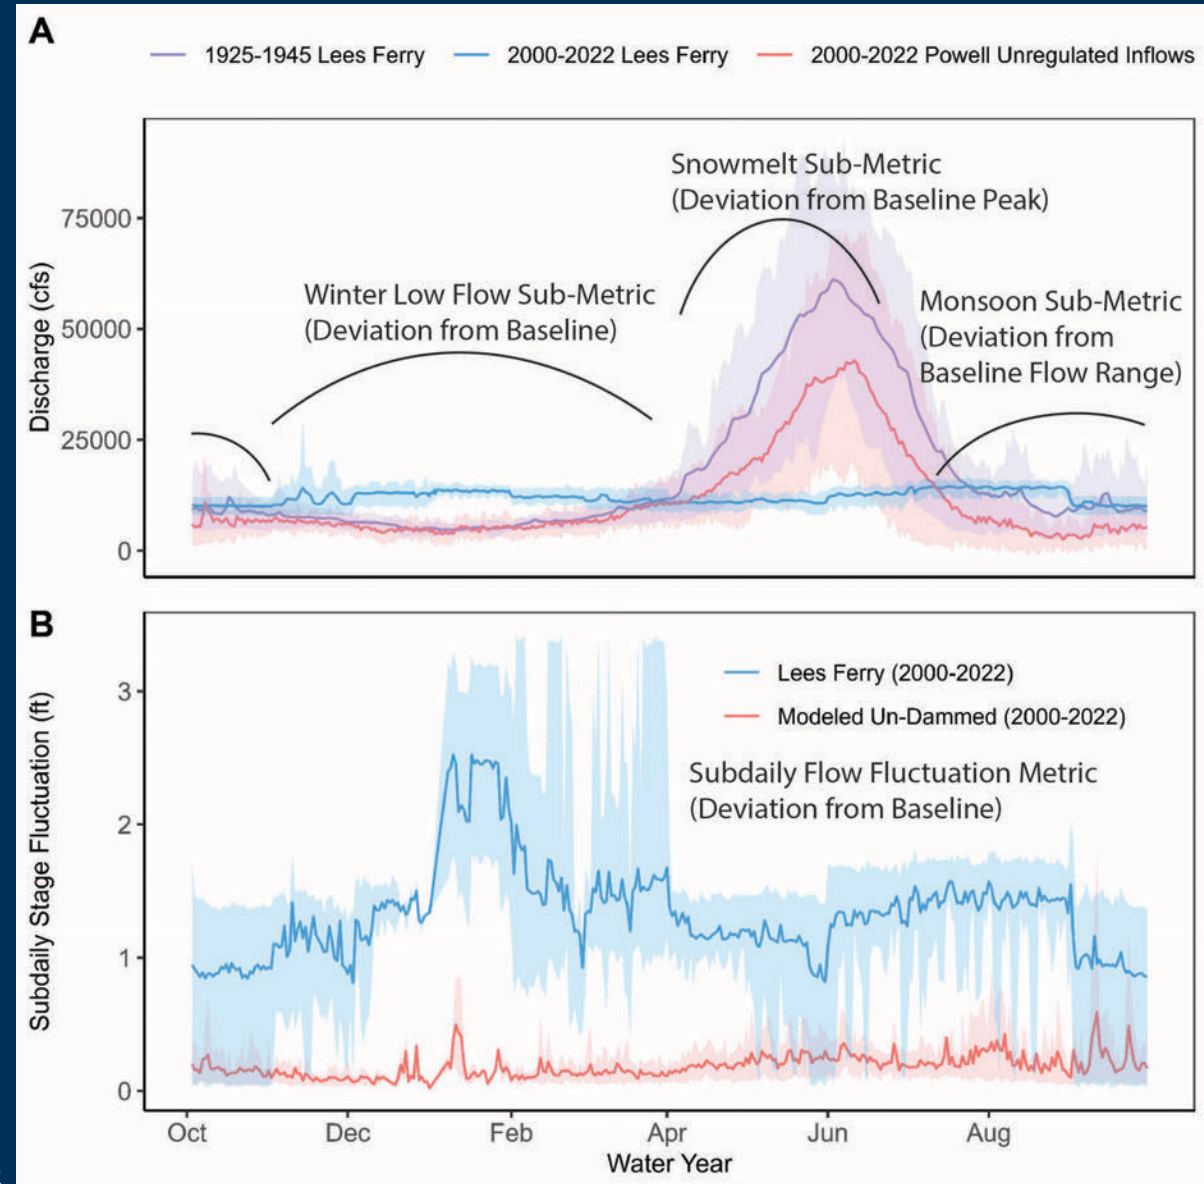 A
1925-1945 Lees Ferry
2000-2022 Lees Ferry
2000-2022 Powell Unregulated Inflows
Snowmelt Sub-Metric
(Deviation from Baseline Peak)
Winter Low Flow Sub-Metric
(Deviation from Baseline)
Monsoon Sub-Metric
(Deviation from
Baseline Flow Range)
Discharge (cfs)
75000
50000
25000
0
B
Lees Ferry (2000-2022)
Modeled Un-Dammed (2000-2022)
Subdaily Flow Fluctuation Metric
(Deviation from Baseline)
Subdaily Stage Fluctuation (ft)
3
2
1
0
Oct
Dec
Feb
Apr
Jun
Aug
Water Year